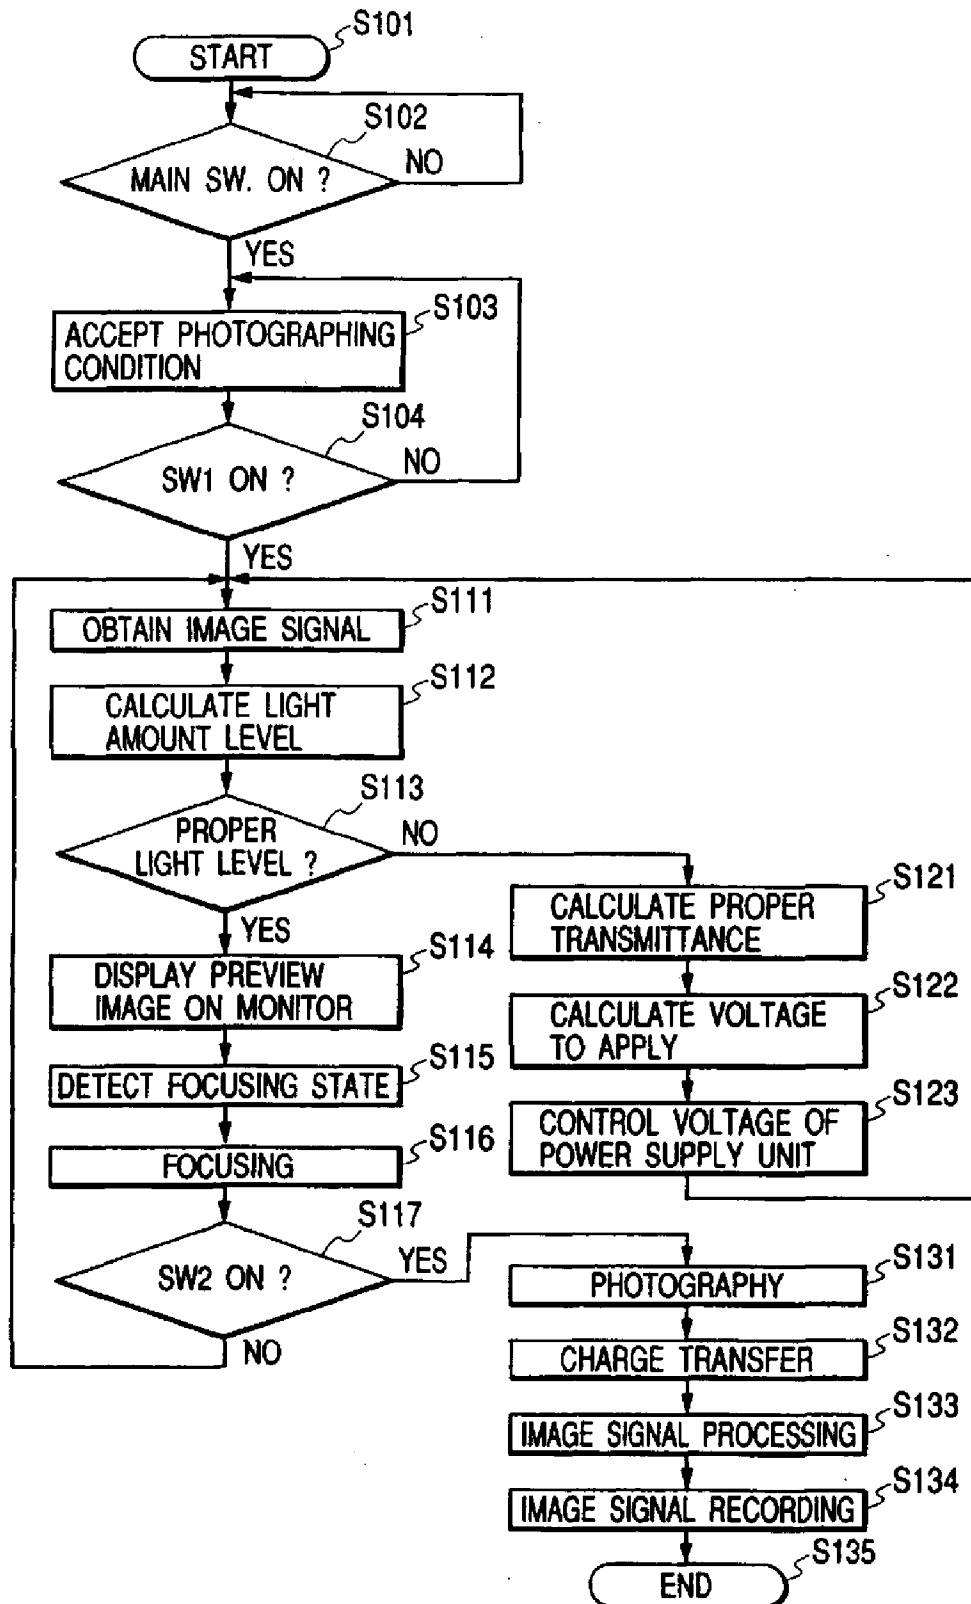 S101
START
S102
MAIN SW. ON ?
NO
YES
S103
ACCEPT PHOTOGRAPHING
CONDITION
S104
SW1 ON ?
NO
YES
S111
OBTAIN IMAGE SIGNAL
S112
CALCULATE LIGHT
AMOUNT LEVEL
S113
PROPER
LIGHT LEVEL ?
NO
YES
S114
DISPLAY PREVIEW
IMAGE ON MONITOR
S115
DETECT FOCUSING STATE
S116
FOCUSING
S117
SW2 ON ?
YES
NO
S121
CALCULATE PROPER
TRANSMITTANCE
S122
CALCULATE VOLTAGE
TO APPLY
S123
CONTROL VOLTAGE OF
POWER SUPPLY UNIT
S131
PHOTOGRAPHY
S132
CHARGE TRANSFER
S133
IMAGE SIGNAL PROCESSING
S134
IMAGE SIGNAL RECORDING
S135
END